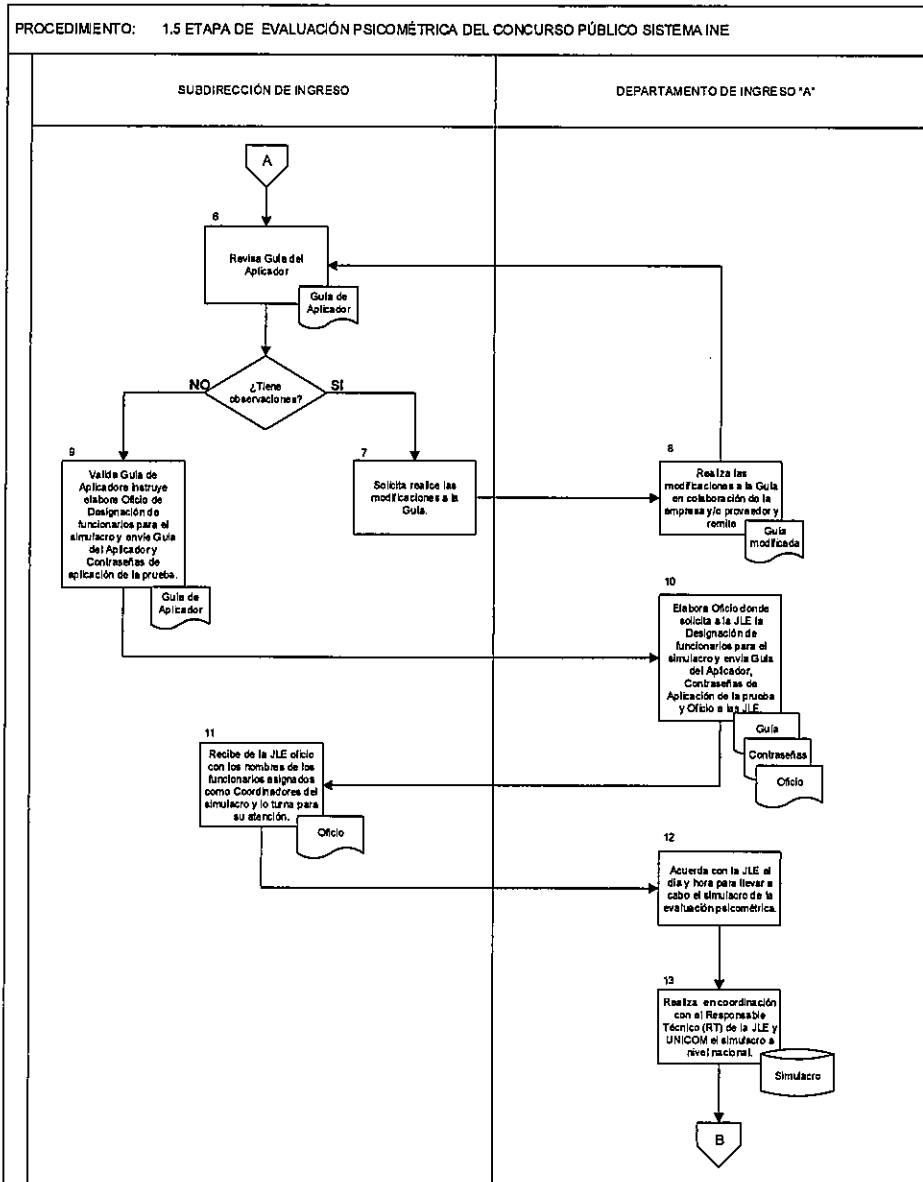 PROCEDIMIENTO: 1.5 ETAPA DE EVALUACIÓN PSICOMÉTRICA DEL CONCURSO PÚBLICO SISTEMA INE
SUBDIRECCIÓN DE INGRESO
DEPARTAMENTO DE INGRESO "A"
A
6
Revisa Guía del
Aplicador
Guía de
Aplicador
¿Tiene
observaciones?
NO
SI
9
Valida Guía de
Aplicadore instruye
elabore Oficio de
Designación de
funcionarios para el
simulacro y envíe Guía
del Aplicador y
Contraseñas de
aplicación de la prueba.
Guía de
Aplicador
7
Solicita realice las
modificaciones a la
Guía.
8
Realiza las
modificaciones a la Guía
en colaboración de la
empresa y/o proveedor y
remite
Guía
modificada
10
Elabora Oficio donde
solicita a la JLE la
Designación de
funcionarios para el
simulacro y envía Guía
del Aplicador,
Contraseñas de
Aplicación de la prueba
y Oficio a las JLE.
Guía
Contraseñas
Oficio
11
Recibe de la JLE oficio
con los nombres de los
funcionarios asignados
como Coordinadores del
simulacro y lo turna para
su atención.
Oficio
12
Acuerda con la JLE el
día y hora para llevar a
cabo el simulacro de la
evaluación psicométrica.
13
Realiza en coordinación
con el Responsable
Técnico (RT) de la JLE y
UNICOM el simulacro a
nivel nacional.
Simulacro
B